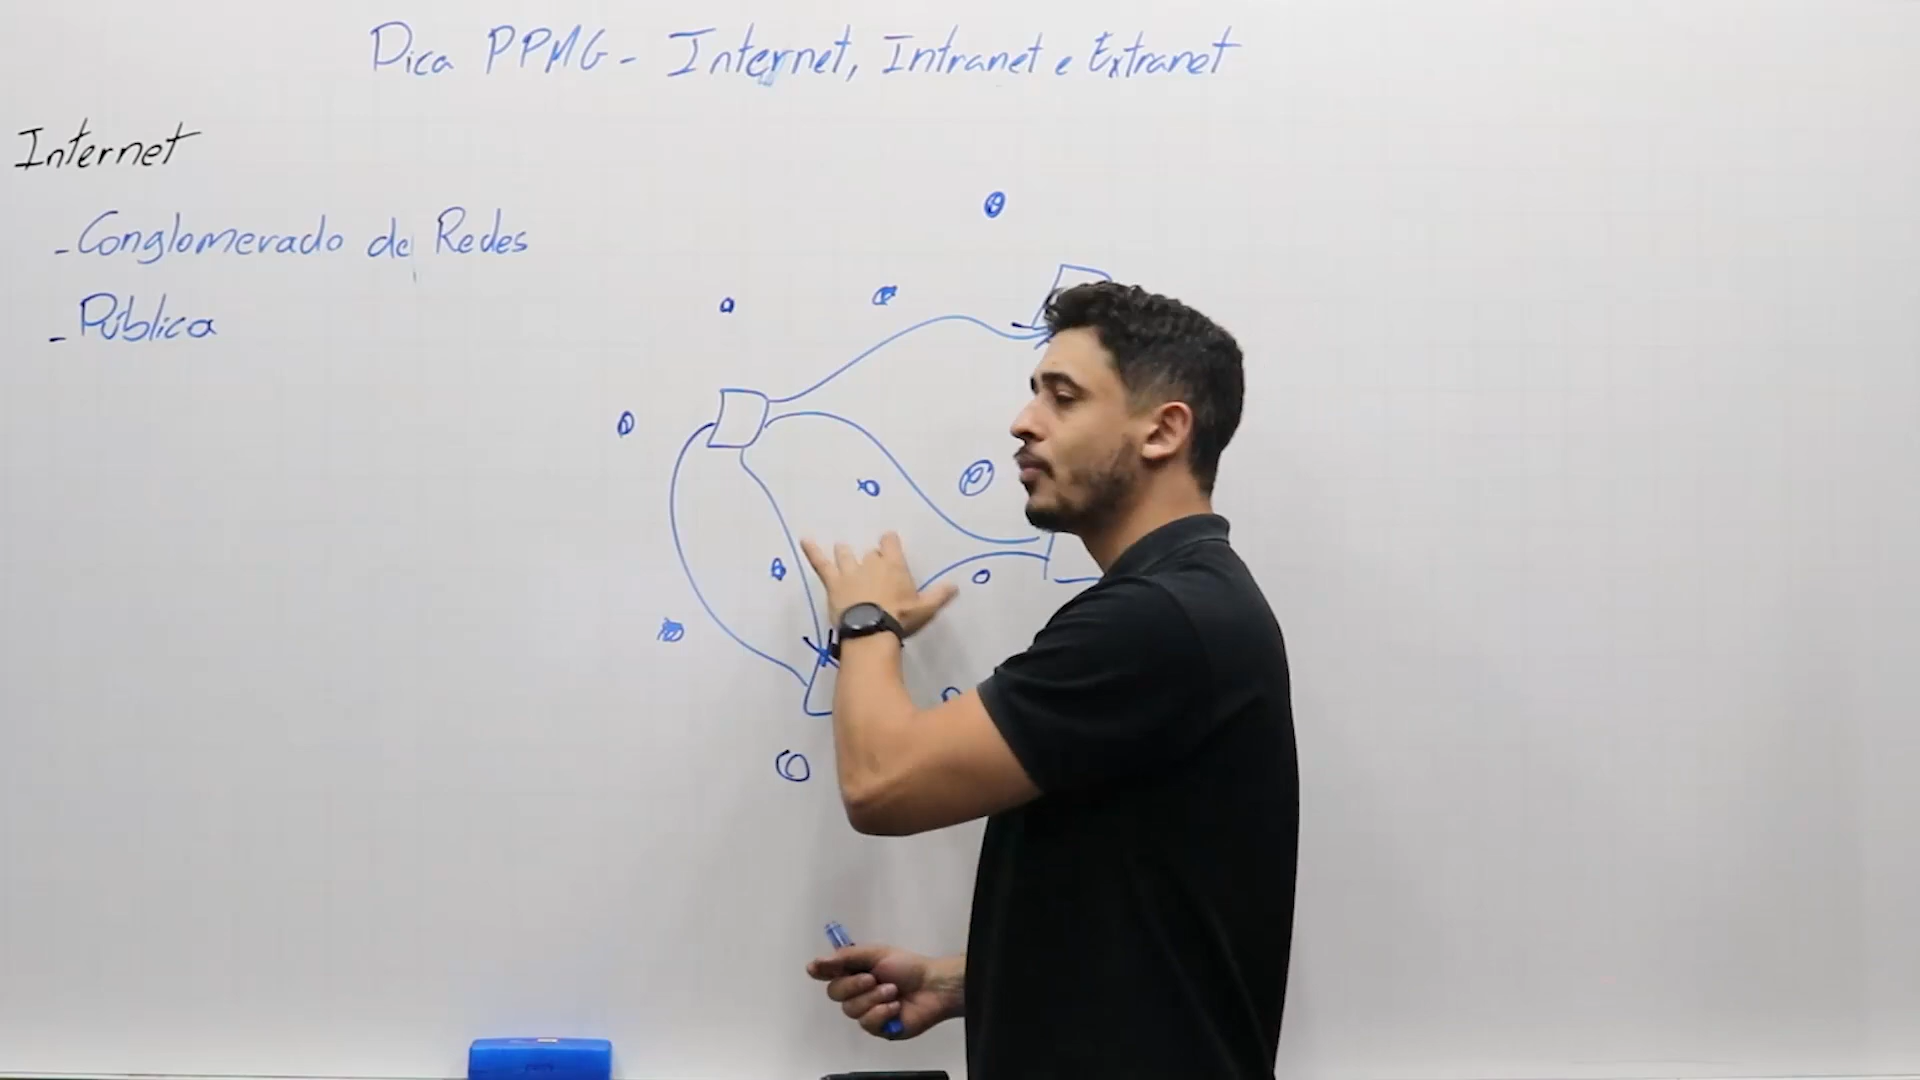 Dica PPMG - Internet, Intranet e Extranet
Internet
- Conglomerado de Redes
- Pública